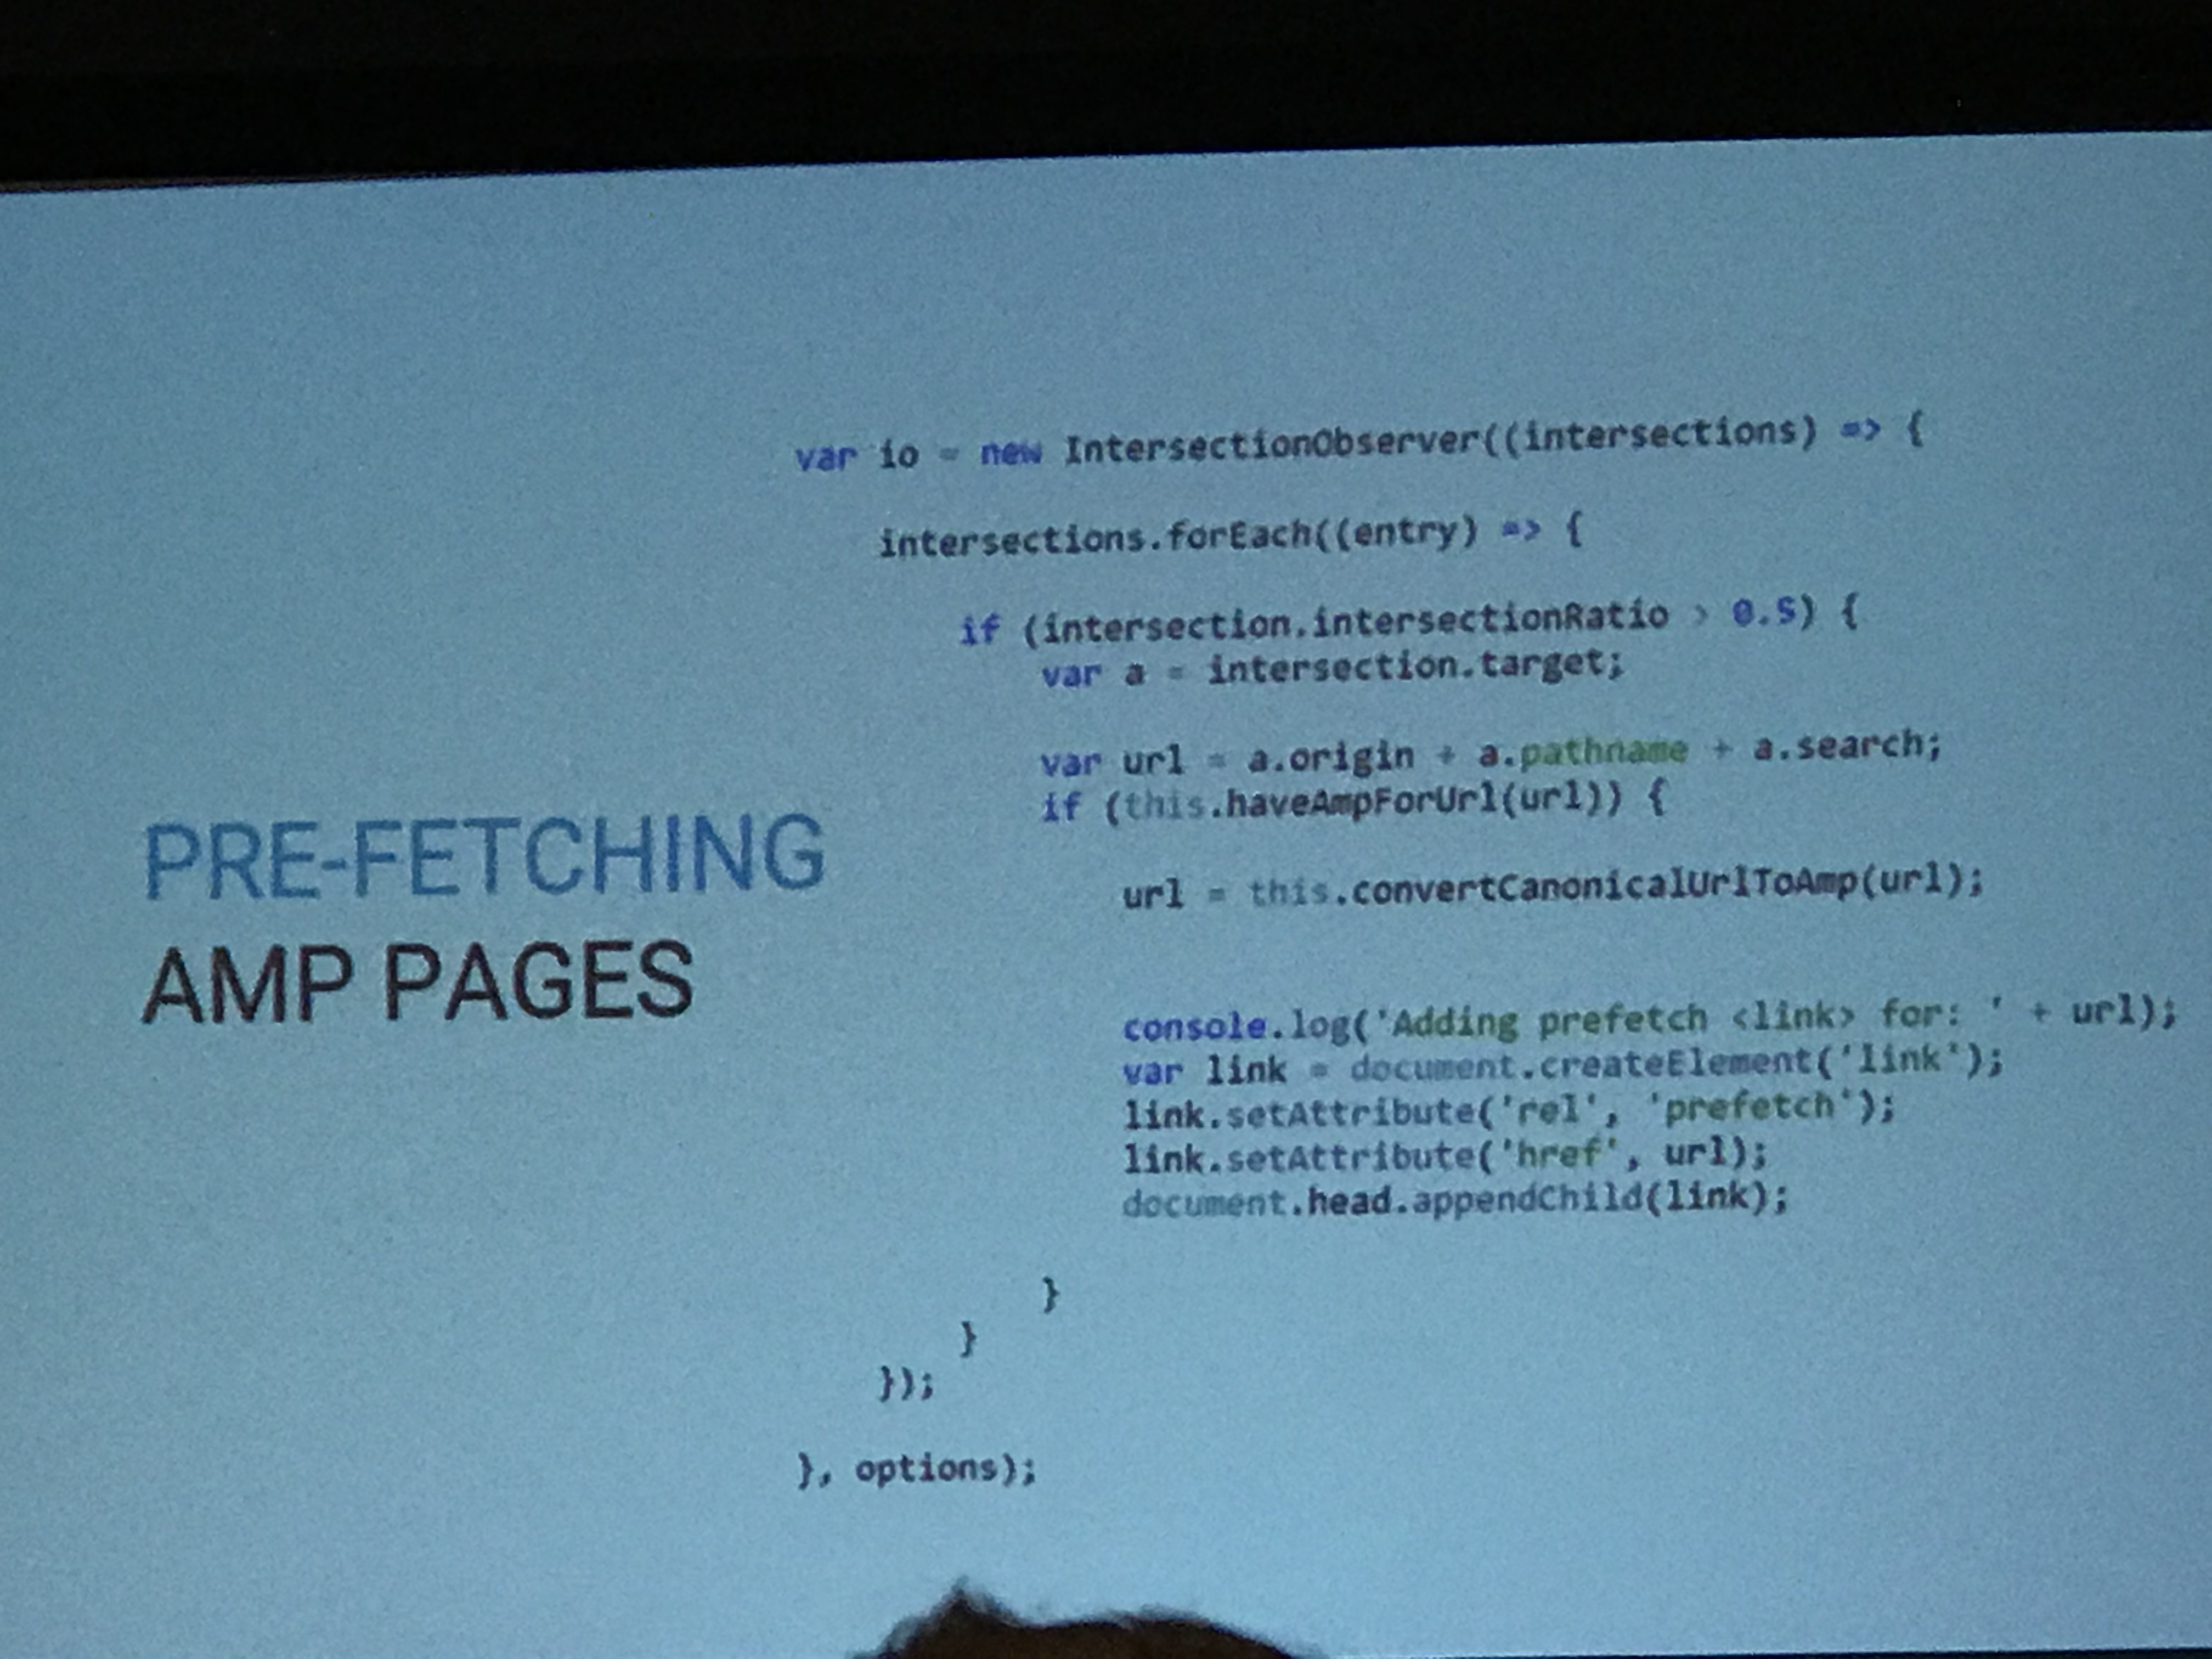 PRE-FETCHING
AMP PAGES
var io = new IntersectionObserver((intersections) => {
intersections.forEach((entry) => {
if (intersection.intersectionRatio > 0.5) {
var a = intersection.target;
var url = a.origin + a.pathname + a.search;
if (this.haveAmpForUrl(url)) {
url = this.convertCanonicalUrlToAmp(url);
console.log('Adding prefetch <link> for: ' + url);
var link = document.createElement('link');
link.setAttribute('rel', 'prefetch');
link.setAttribute('href', url);
document.head.appendChild(link);
}
}
});
}, options);